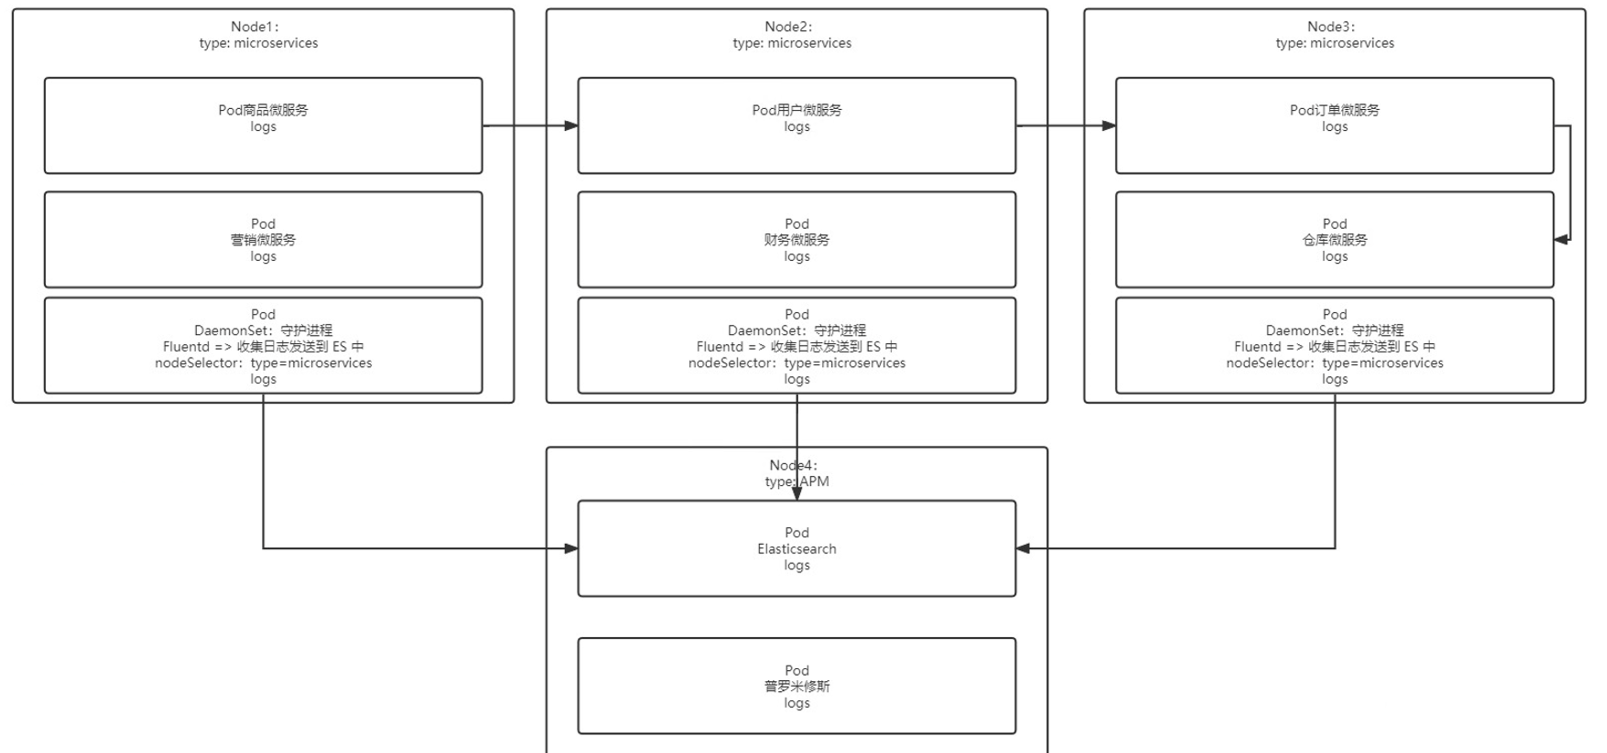 Node1：
type: microservices
Pod商品微服务
logs
Pod
营销微服务
logs
Pod
DaemonSet：守护进程
Fluentd => 收集日志发送到 ES 中
nodeSelector：type=microservices
logs
Node2：
type: microservices
Pod用户微服务
logs
Pod
财务微服务
logs
Pod
DaemonSet：守护进程
Fluentd => 收集日志发送到 ES 中
nodeSelector：type=microservices
logs
Node3：
type: microservices
Pod订单微服务
logs
Pod
仓库微服务
logs
Pod
DaemonSet：守护进程
Fluentd => 收集日志发送到 ES 中
nodeSelector：type=microservices
logs
Node4：
type: APM
Pod
Elasticsearch
logs
Pod
普罗米修斯
logs